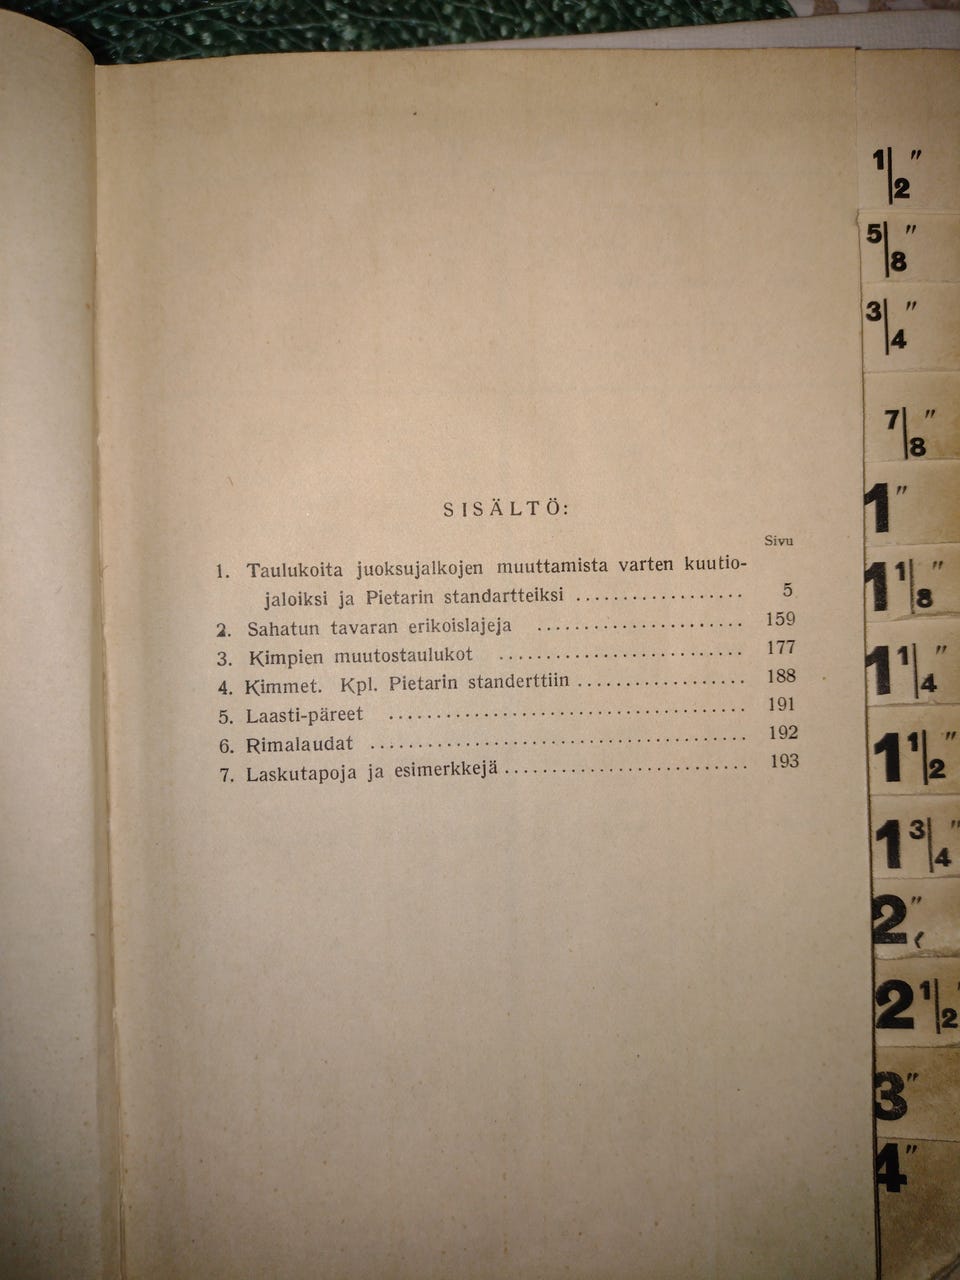 SISÄLTÖ:
Sivu
1. Taulukoita juoksujalkojen muuttamista varten kuutio-
jaloiksi ja Pietarin standartteiksi .................. 5
2. Sahatun tavaran erikoislajeja ...................... 159
3. Kimpien muutostaulukot .......................... 177
4. Kimmet. Kpl. Pietarin standerttiin .................. 188
5. Laasti-päreet ...................................... 191
6. Rimalaudat ........................................ 192
7. Laskutapoja ja esimerkkejä .......................... 193
1/2"
5/8"
3/4"
7/8"
1"
1 1/8"
1 1/4"
1 1/2"
1 3/4"
2"
2 1/2"
3"
4"